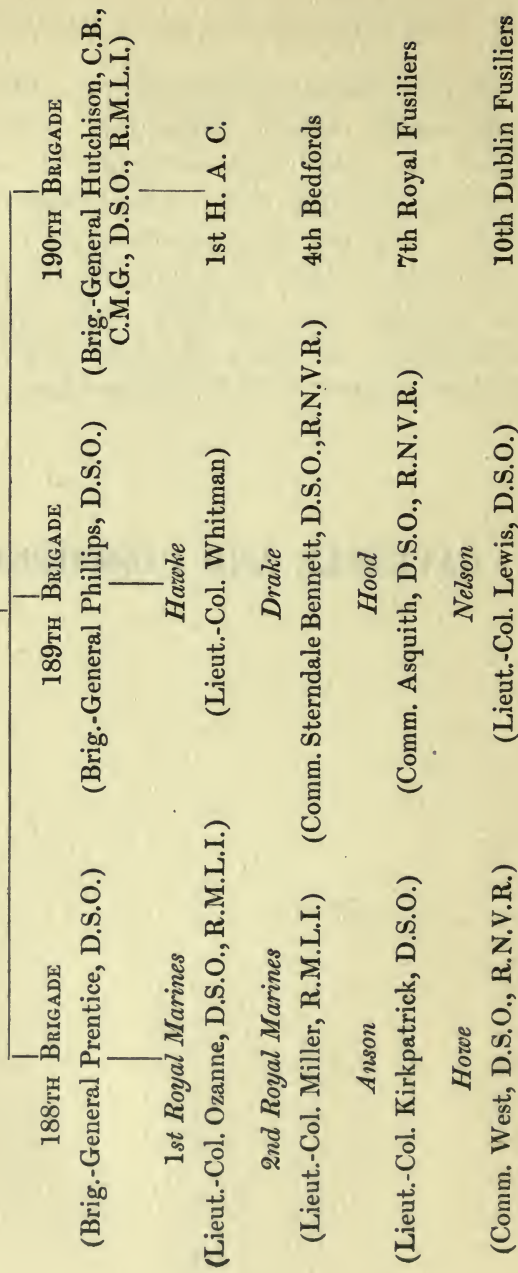 188TH BRIGADE
(Brig.-General Prentice, D.S.O.)
1st Royal Marines
(Lieut.-Col. Ozanne, D.S.O., R.M.L.I.)
2nd Royal Marines
(Lieut.-Col. Miller, R.M.L.I.)
Anson
(Lieut.-Col. Kirkpatrick, D.S.O.)
Howe
(Comm. West, D.S.O., R.N.V.R.)
189TH BRIGADE
(Brig.-General Phillips, D.S.O.)
Hawke
(Lieut.-Col. Whitman)
Drake
(Comm. Sterndale Bennett, D.S.O., R.N.V.R.)
Hood
(Comm. Asquith, D.S.O., R.N.V.R.)
Nelson
(Lieut.-Col. Lewis, D.S.O.)
190TH BRIGADE
(Brig.-General Hutchison, C.B.,
C.M.G., D.S.O., R.M.L.I.)
1st H. A. C.
4th Bedfords
7th Royal Fusiliers
10th Dublin Fusiliers